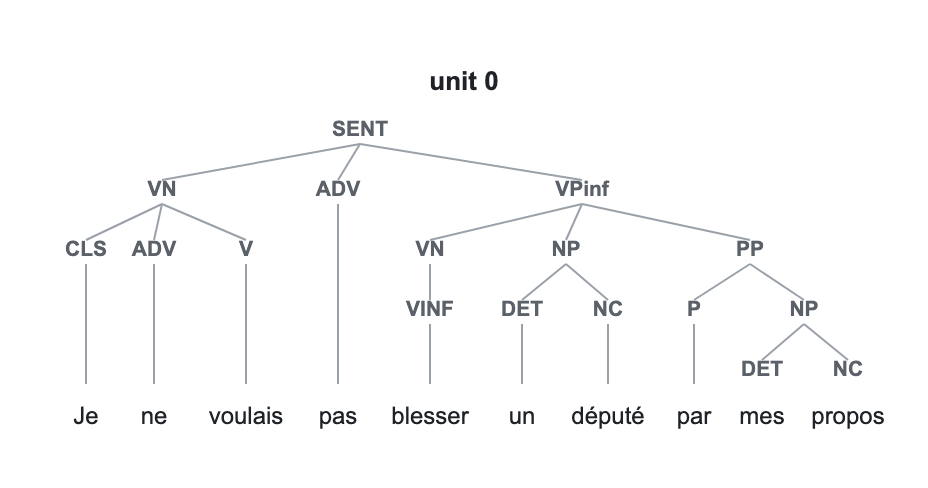 unit 0
SENT
VN ADV VPinf
CLS ADV V VN NP PP
VINF DET NC P NP
DET NC
Je ne voulais pas blesser un député par mes propos